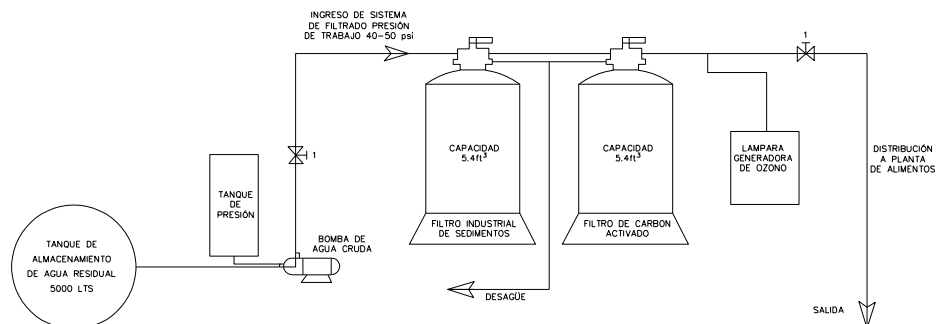 INGRESO DE SISTEMA
DE FILTRADO PRESIÓN
DE TRABAJO 40-50 psi
1
1
CAPACIDAD
5.4ft³
CAPACIDAD
5.4ft³
LAMPARA
GENERADORA
DE OZONO
DISTRIBUCIÓN
A PLANTA
DE ALIMENTOS
TANQUE
DE
PRESIÓN
FILTRO INDUSTRIAL
DE SEDIMENTOS
FILTRO DE CARBON
ACTIVADO
BOMBA DE
AGUA CRUDA
TANQUE DE
ALMACENAMIENTO
DE AGUA RESIDUAL
5000 LTS
DESAGÜE
SALIDA